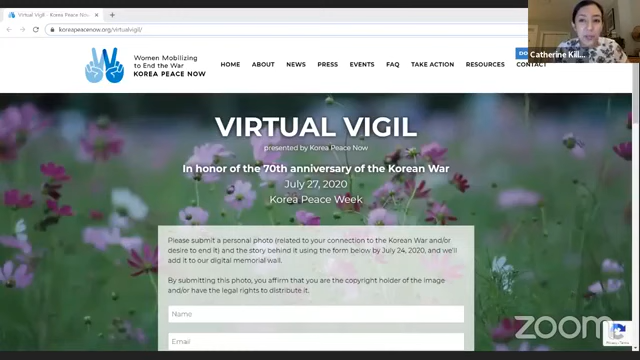 Virtual Vigil - Korea Peace Now
koreapeacenow.org/virtualvigil/
Catherine Kill...
Women Mobilizing
to End the War
KOREA PEACE NOW
HOME ABOUT NEWS PRESS EVENTS FAQ TAKE ACTION RESOURCES CONTACT
VIRTUAL VIGIL
presented by Korea Peace Now
In honor of the 70th anniversary of the Korean War
July 27, 2020
Korea Peace Week
Please submit a personal photo (related to your connection to the Korean War and/or
desire to end it) and the story behind it using the form below by July 24, 2020, and we'll
add it to our digital memorial wall.
By submitting this photo, you affirm that you are the copyright holder of the image
and/or have the legal rights to distribute it.
Name
Email
zoom
Privacy - Terms